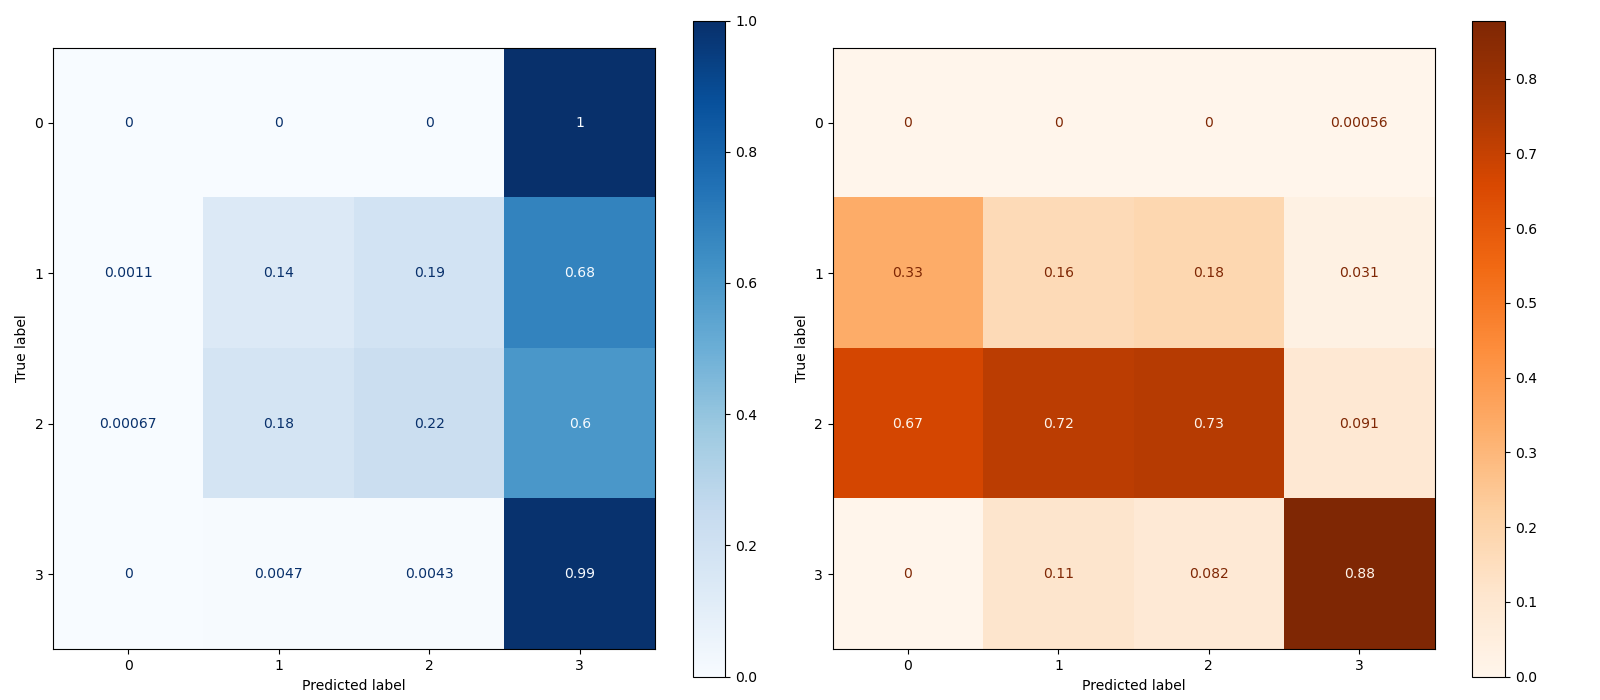 1.0
0.8
0.6
0.4
0.2
0.0
True label
0 0 0 0 1
1 0.0011 0.14 0.19 0.68
2 0.00067 0.18 0.22 0.6
3 0 0.0047 0.0043 0.99
0 1 2 3
Predicted label
0.8
0.7
0.6
0.5
0.4
0.3
0.2
0.1
0.0
True label
0 0 0 0 0.00056
1 0.33 0.16 0.18 0.031
2 0.67 0.72 0.73 0.091
3 0 0.11 0.082 0.88
0 1 2 3
Predicted label